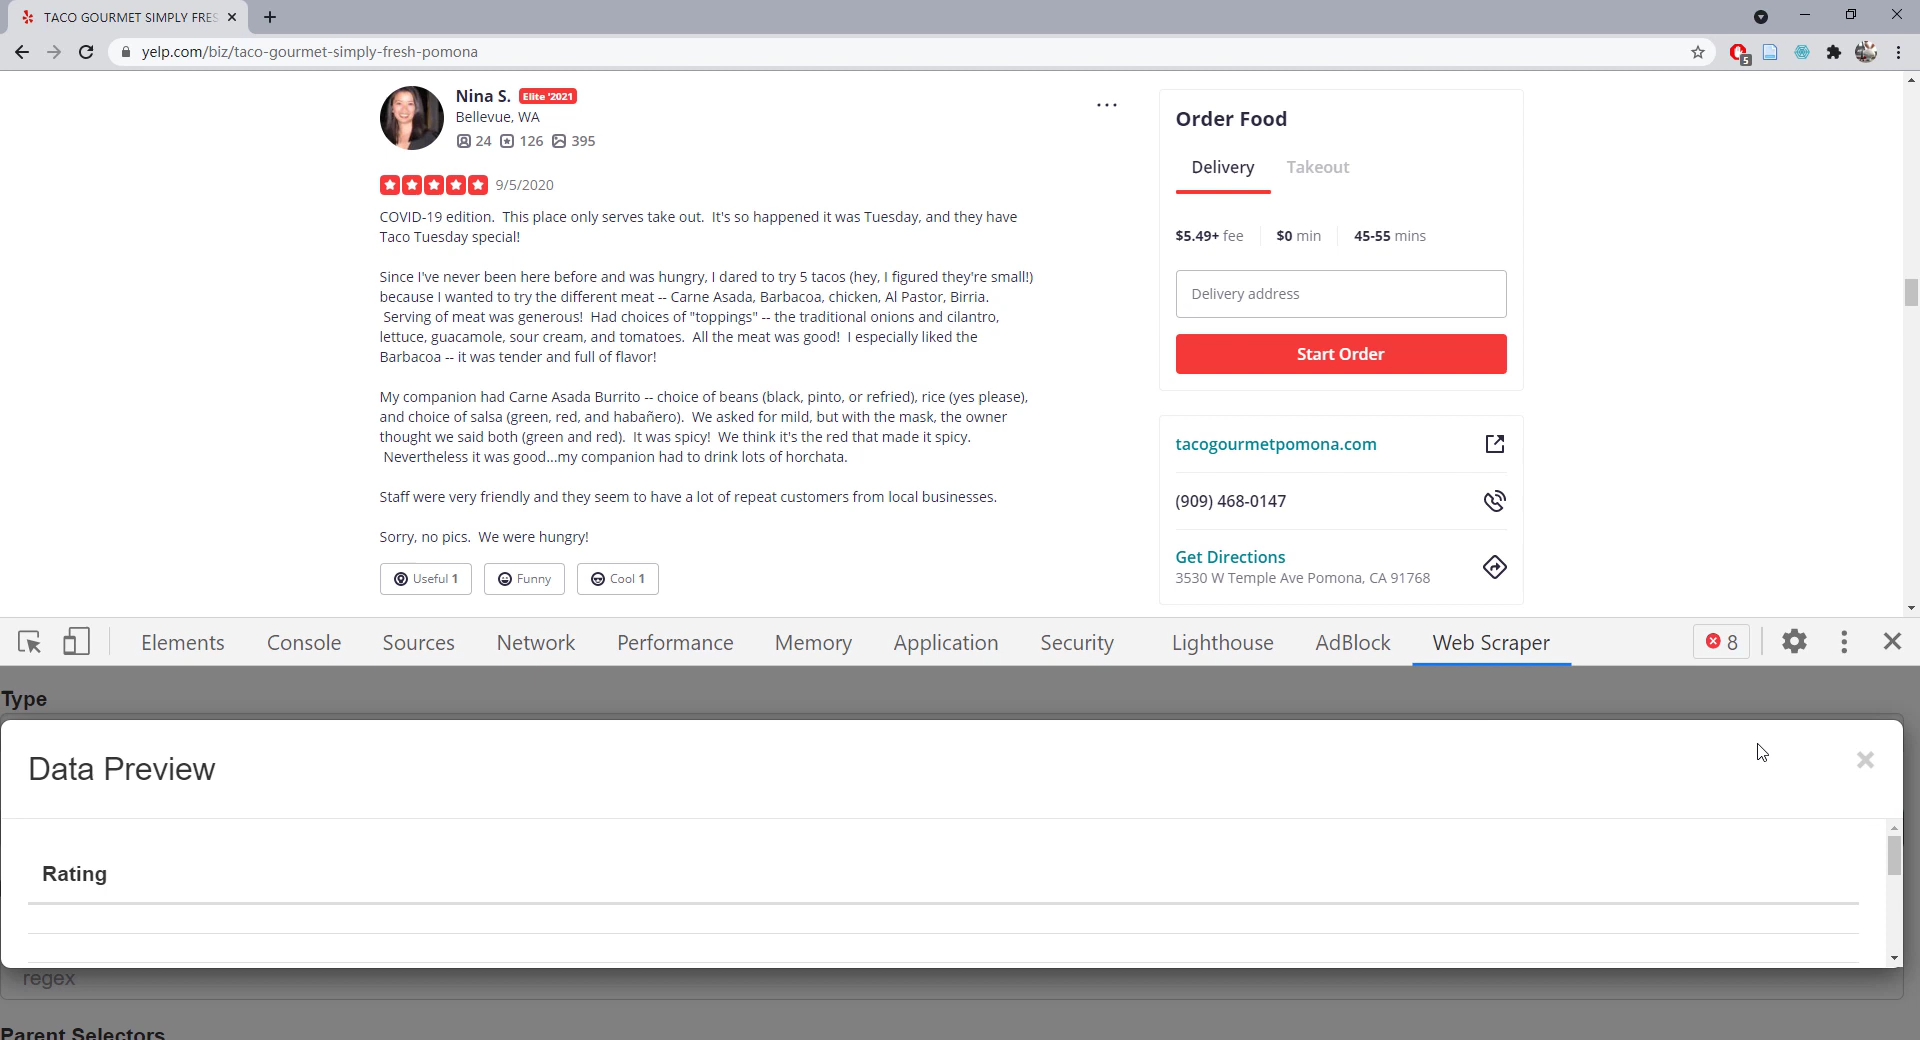 TACO GOURMET SIMPLY FRES
yelp.com/biz/taco-gourmet-simply-fresh-pomona
5
Nina S. Elite '2021
Bellevue, WA
24 126 395
9/5/2020
COVID-19 edition. This place only serves take out. It's so happened it was Tuesday, and they have
Taco Tuesday special!
Since I've never been here before and was hungry, I dared to try 5 tacos (hey, I figured they're small!)
because I wanted to try the different meat -- Carne Asada, Barbacoa, chicken, Al Pastor, Birria.
Serving of meat was generous! Had choices of "toppings" -- the traditional onions and cilantro,
lettuce, guacamole, sour cream, and tomatoes. All the meat was good! I especially liked the
Barbacoa -- it was tender and full of flavor!
My companion had Carne Asada Burrito -- choice of beans (black, pinto, or refried), rice (yes please),
and choice of salsa (green, red, and habañero). We asked for mild, but with the mask, the owner
thought we said both (green and red). It was spicy! We think it's the red that made it spicy.
Nevertheless it was good...my companion had to drink lots of horchata.
Staff were very friendly and they seem to have a lot of repeat customers from local businesses.
Sorry, no pics. We were hungry!
Useful 1 Funny Cool 1
Order Food
Delivery Takeout
$5.49+ fee $0 min 45-55 mins
Delivery address
Start Order
tacogourmetpomona.com
(909) 468-0147
Get Directions
3530 W Temple Ave Pomona, CA 91768
Elements Console Sources Network Performance Memory Application Security Lighthouse AdBlock Web Scraper 8
Type
Data Preview
Rating
regex
Parent Selectors